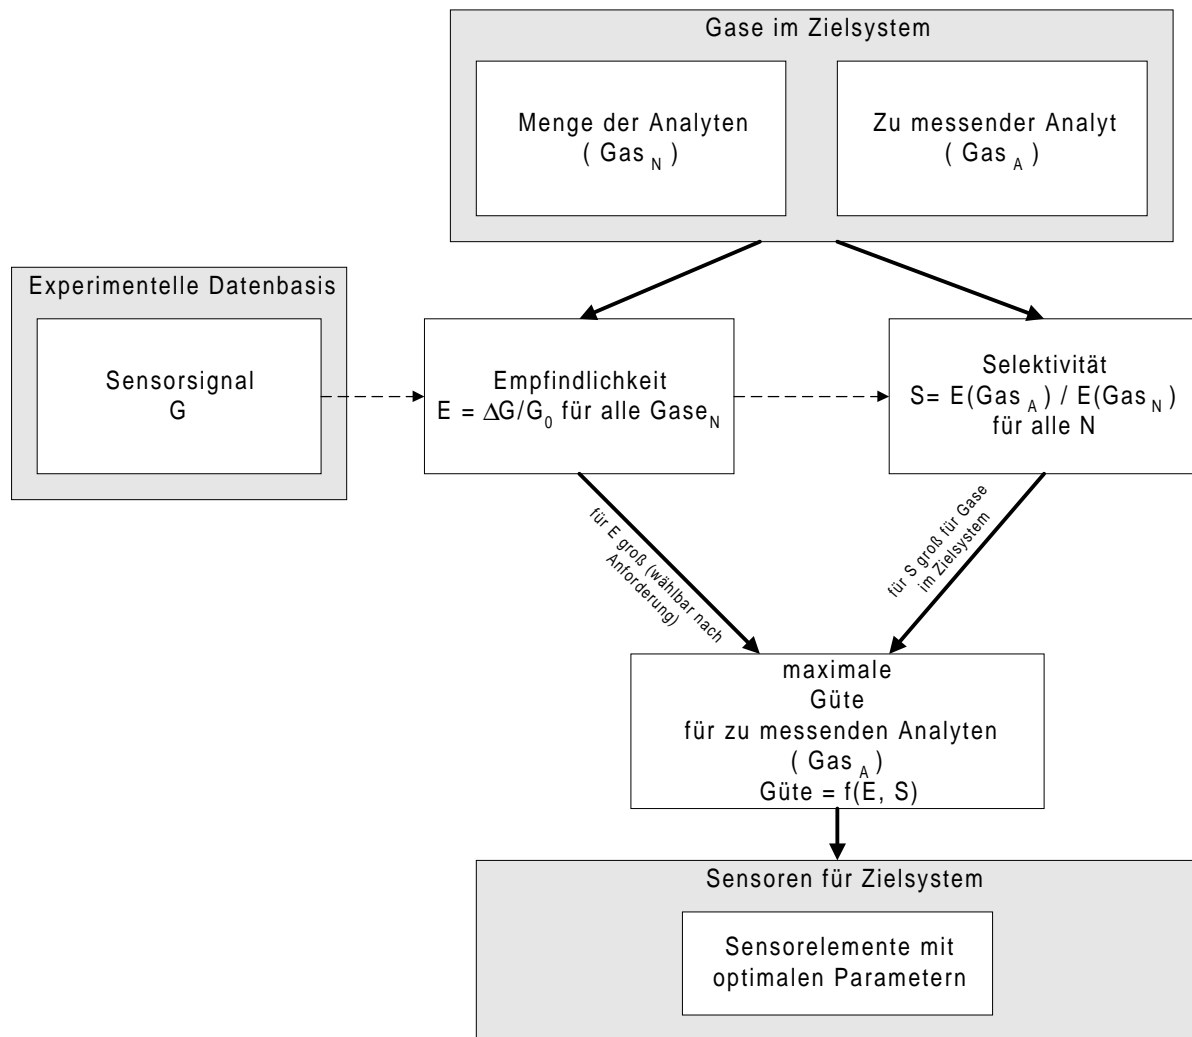 Gase im Zielsystem
Menge der Analyten
( Gas N )
Zu messender Analyt
( Gas A )
Experimentelle Datenbasis
Sensorsignal
G
Empfindlichkeit
E = ΔG/G0 für alle GaseN
Selektivität
S= E(Gas A ) / E(Gas N )
für alle N
für E groß (wählbar nach
Anforderung)
für S groß für Gase
im Zielsystem
maximale
Güte
für zu messenden Analyten
( Gas A )
Güte = f(E, S)
Sensoren für Zielsystem
Sensorelemente mit
optimalen Parametern